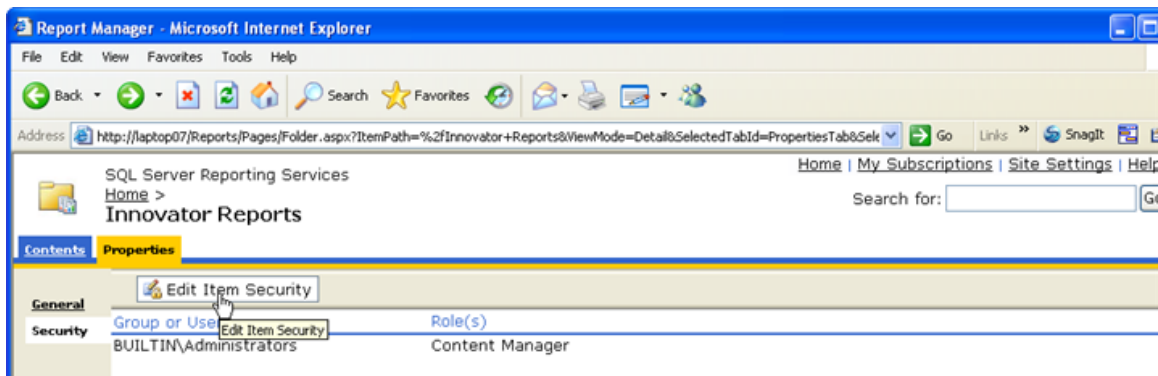 Report Manager - Microsoft Internet Explorer
File Edit View Favorites Tools Help
Back Search Favorites
Address http://laptop07/Reports/Pages/Folder.aspx?ItemPath=%2fInnovator+Reports&ViewMode=Detail&SelectedTabId=PropertiesTab&Sele Go Links » SnagIt
Home | My Subscriptions | Site Settings | Help
SQL Server Reporting Services
Home >
Search for:
Innovator Reports
Contents Properties
Edit Item Security
General
Security
Group or Use Role(s)
Edit Item Security
BUILTIN\Administrators Content Manager